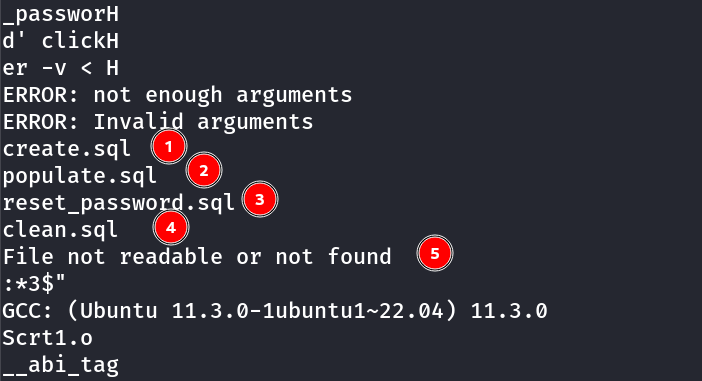 _passworH
d' clickH
er -v < H
ERROR: not enough arguments
ERROR: Invalid arguments
create.sql 1
populate.sql 2
reset_password.sql 3
clean.sql 4
File not readable or not found 5
:*3$"
GCC: (Ubuntu 11.3.0-1ubuntu1~22.04) 11.3.0
Scrt1.o
__abi_tag